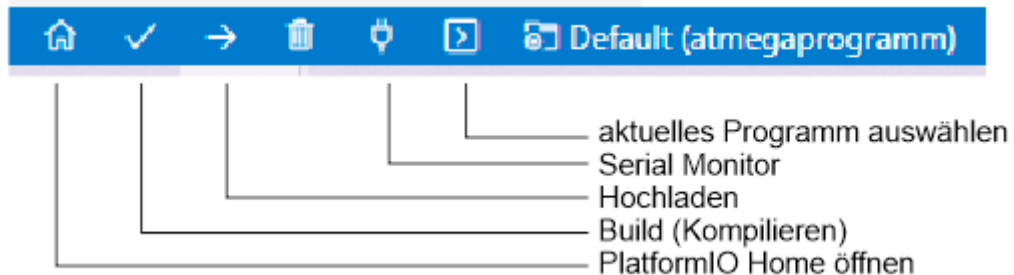 Default (atmegaprogramm)
aktuelles Programm auswählen
Serial Monitor
Hochladen
Build (Kompilieren)
PlatformIO Home öffnen